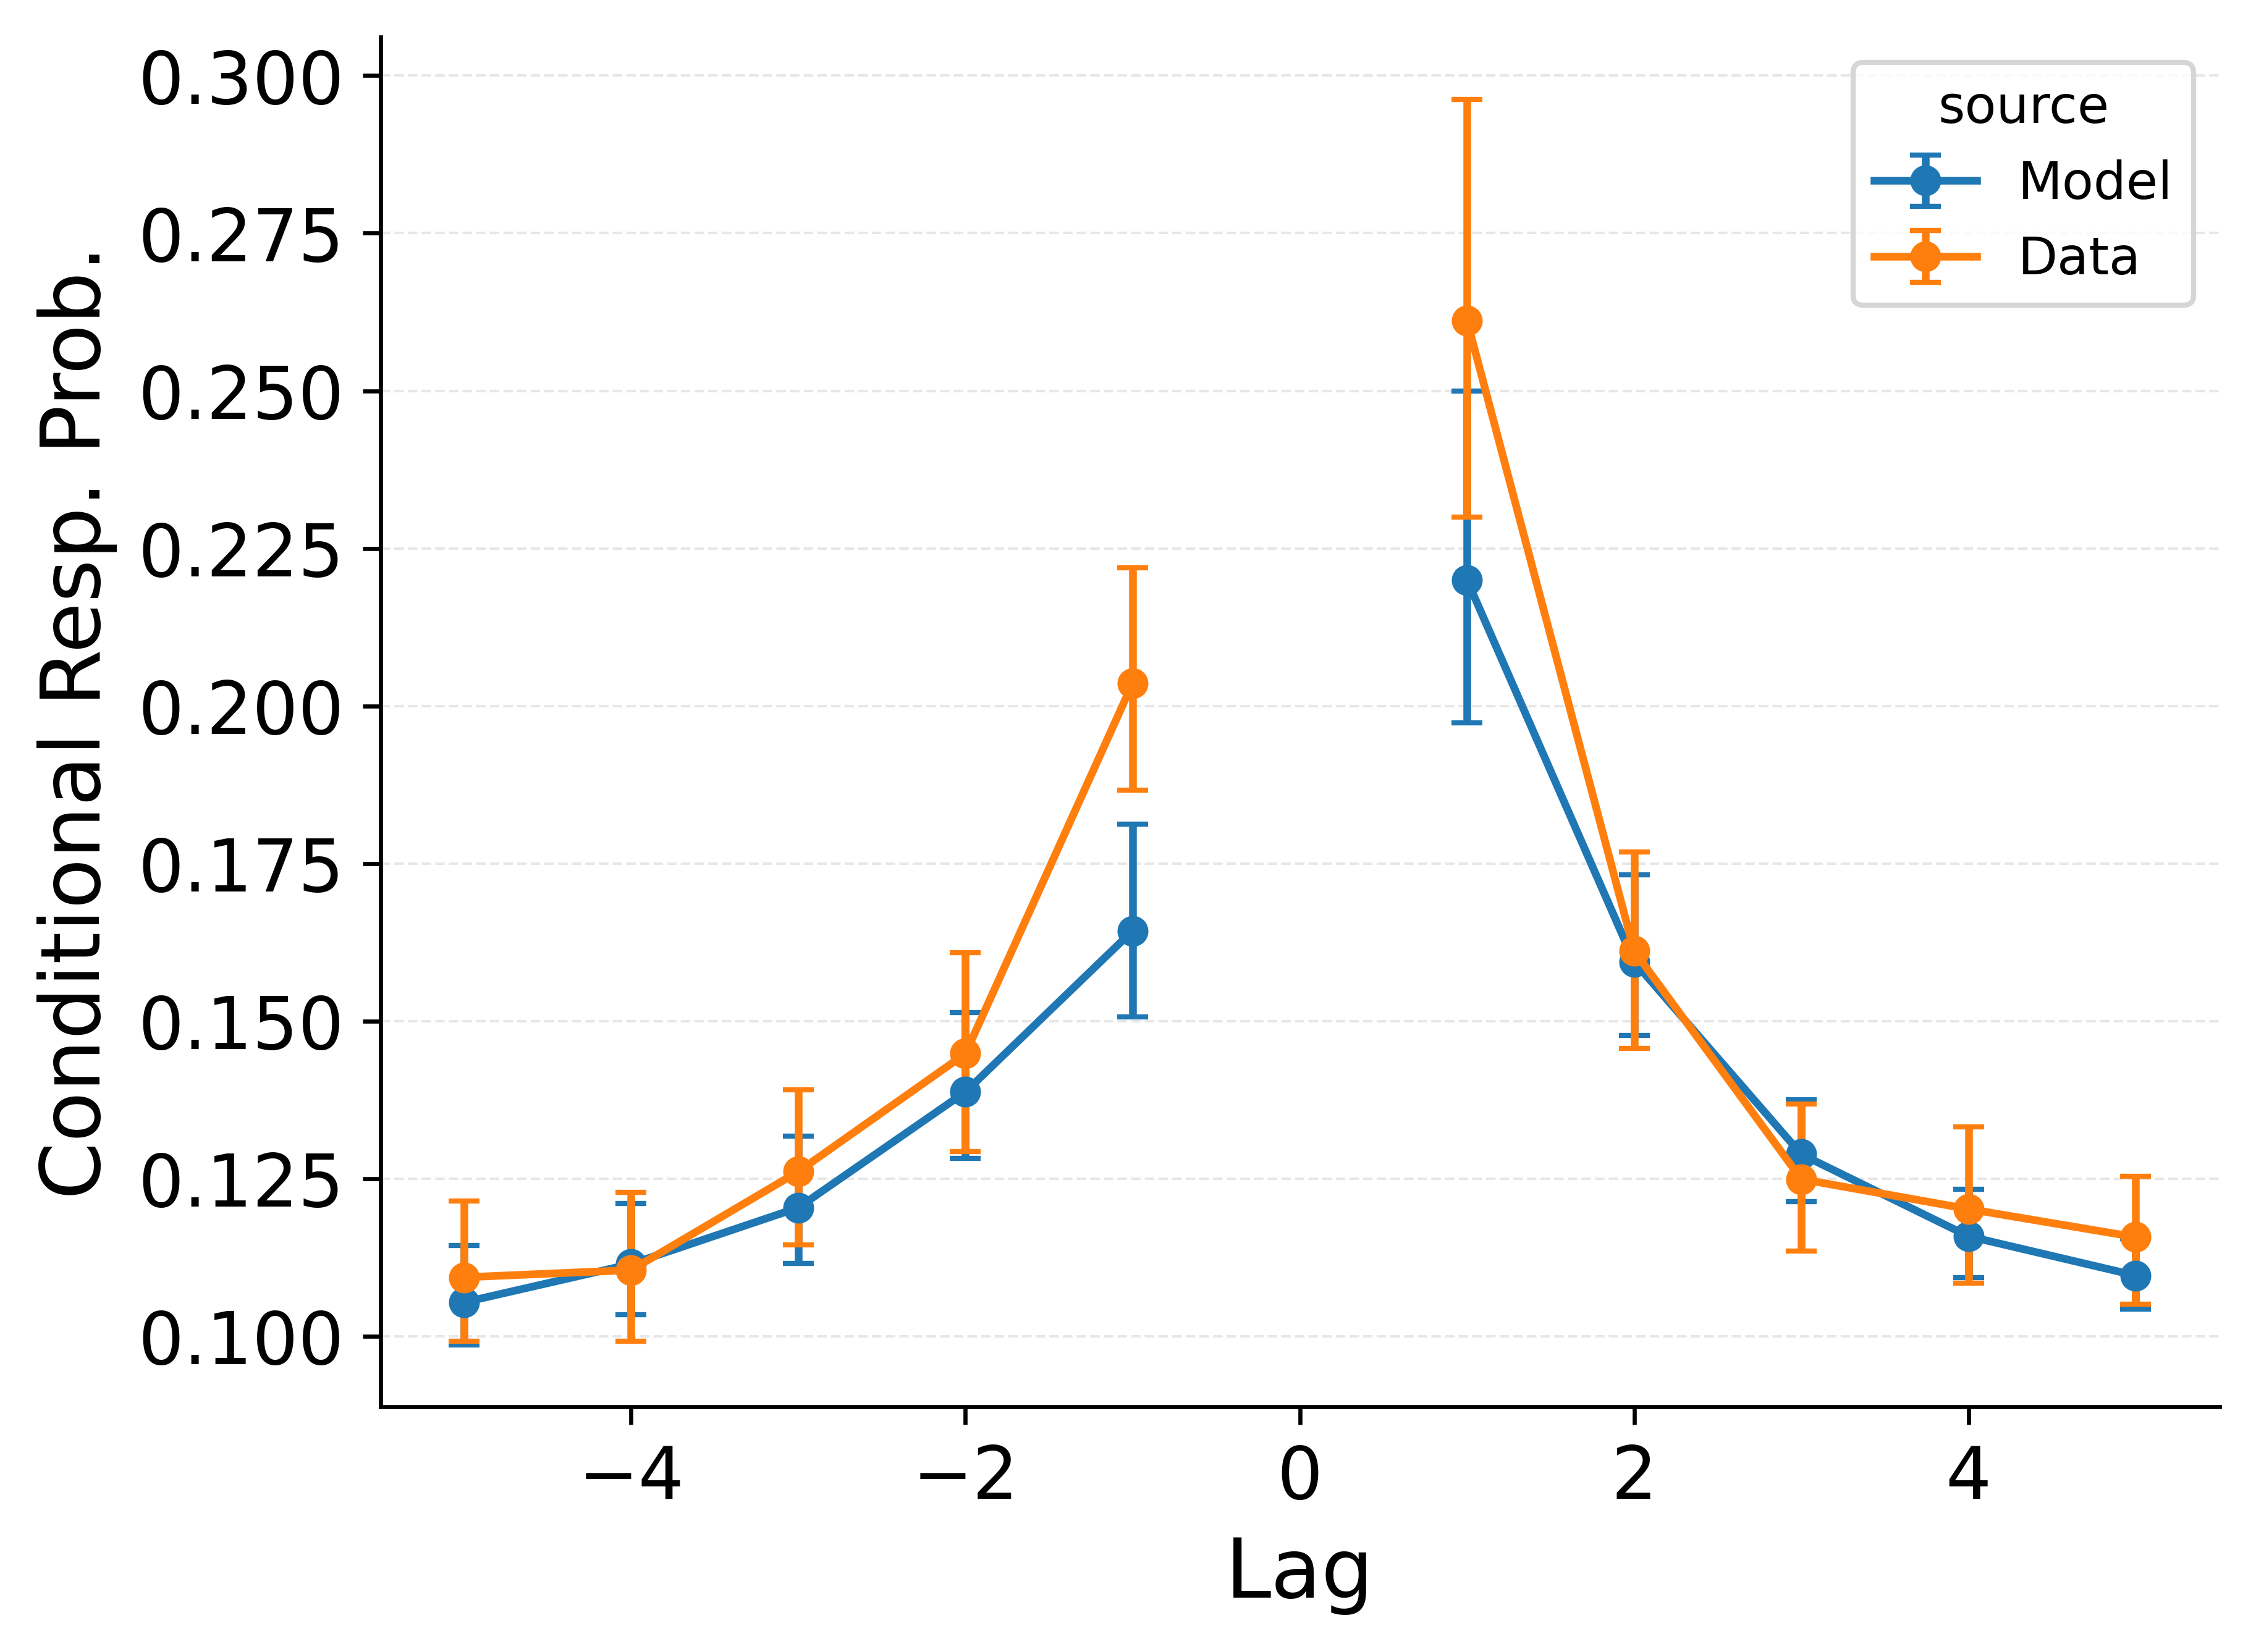 0.300
0.275
0.250
0.225
0.200
0.175
0.150
0.125
0.100
Conditional Resp. Prob.
source
Model
Data
−4 −2 0 2 4
Lag